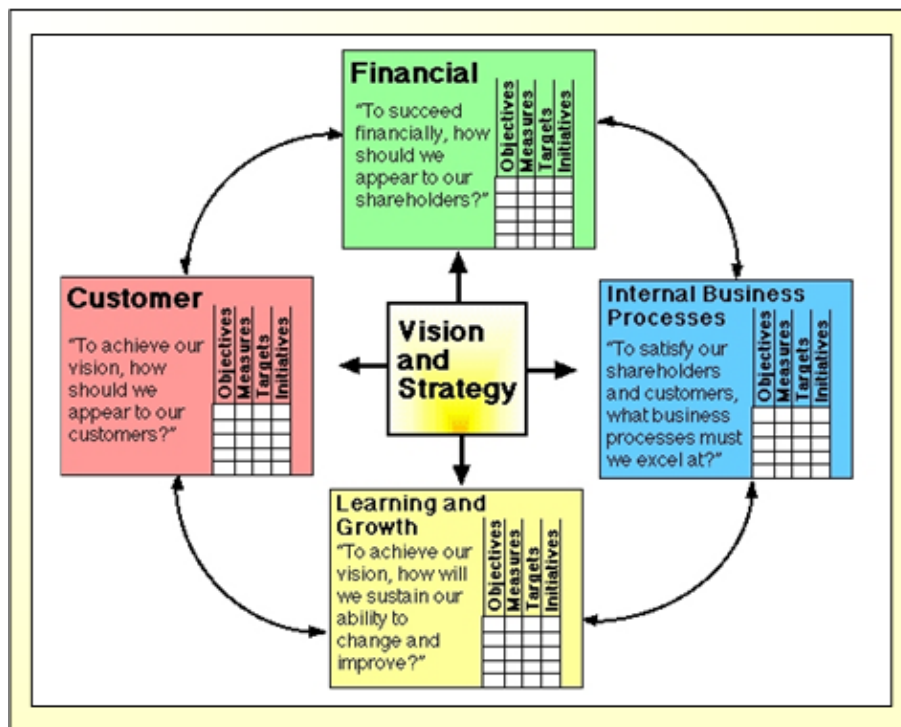 Financial
"To succeed
financially, how
should we
appear to our
shareholders?"
Objectives
Measures
Targets
Initiatives
Customer
"To achieve our
vision, how
should we
appear to our
customers?"
Objectives
Measures
Targets
Initiatives
Vision
and
Strategy
Internal Business
Processes
"To satisfy our
shareholders
and customers,
what business
processes must
we excel at?"
Objectives
Measures
Targets
Initiatives
Learning and
Growth
"To achieve our
vision, how will
we sustain our
ability to
change and
improve?"
Objectives
Measures
Targets
Initiatives